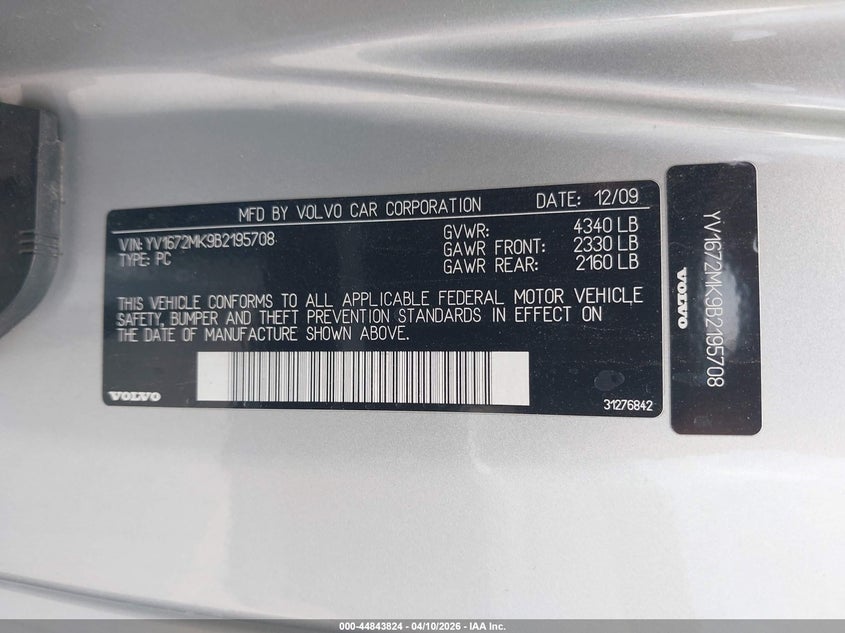 MFD BY VOLVO CAR CORPORATION DATE: 12/09
VIN: YV1672MK9B2195708
TYPE: PC
GVWR: 4340 LB
GAWR FRONT: 2330 LB
GAWR REAR: 2160 LB
THIS VEHICLE CONFORMS TO ALL APPLICABLE FEDERAL MOTOR VEHICLE
SAFETY, BUMPER AND THEFT PREVENTION STANDARDS IN EFFECT ON
THE DATE OF MANUFACTURE SHOWN ABOVE.
VOLVO
31276842
VOLVO
YV1672MK9B2195708
000-44843824 - 04/10/2026 - IAA Inc.